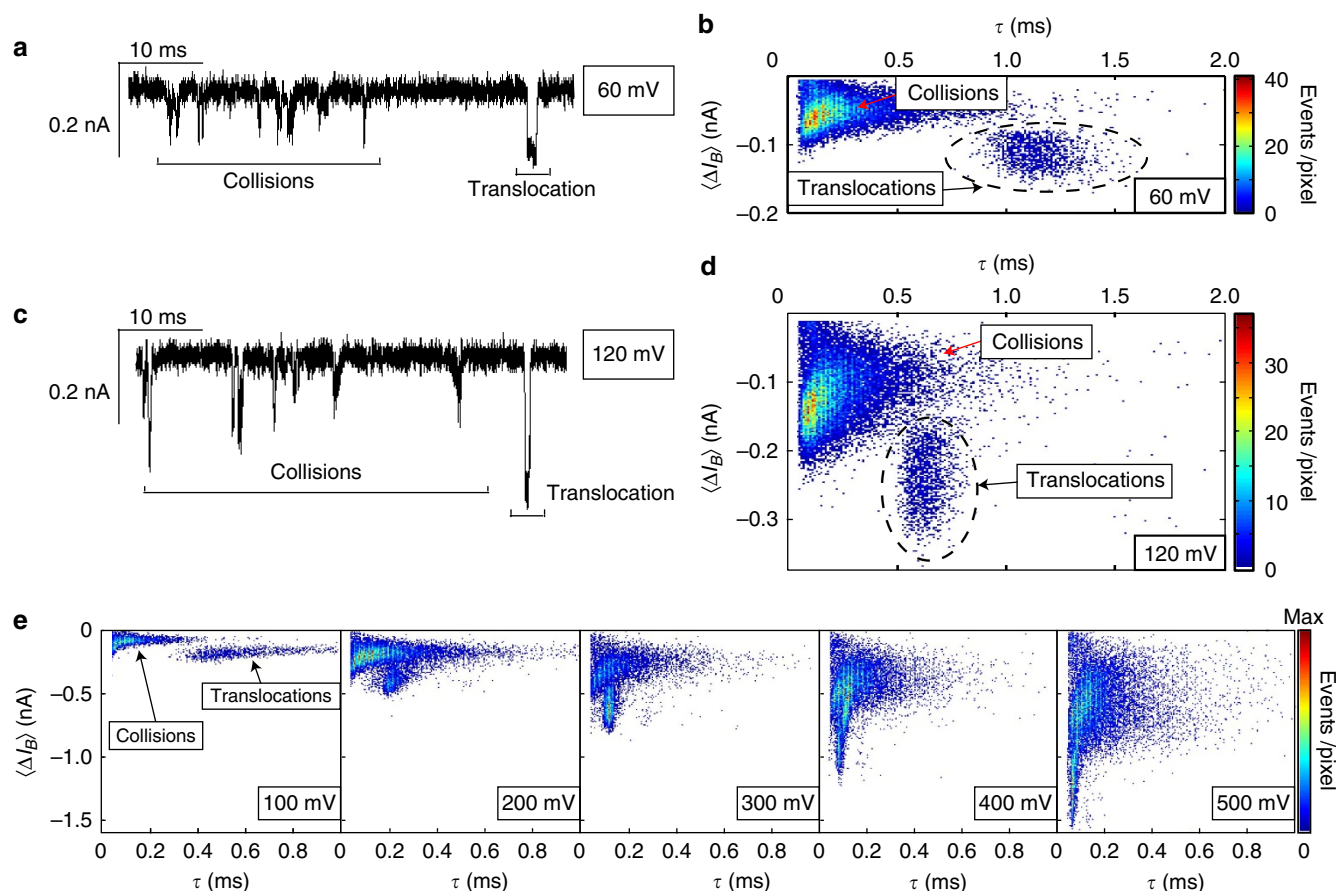 a
10 ms
60 mV
0.2 nA
Collisions
Translocation
b
τ (ms)
0 0.5 1.0 1.5 2.0
⟨ΔI_B⟩ (nA)
−0.1
−0.2
Collisions
Translocations
60 mV
40
20
0
Events /pixel
c
10 ms
120 mV
0.2 nA
Collisions
Translocation
d
τ (ms)
0 0.5 1.0 1.5 2.0
⟨ΔI_B⟩ (nA)
−0.1
−0.2
−0.3
Collisions
Translocations
120 mV
30
20
10
0
Events /pixel
e
0
−0.5
−1.0
−1.5
⟨ΔI_B⟩ (nA)
Collisions
Translocations
100 mV
200 mV
300 mV
400 mV
500 mV
Max
0
Events /pixel
0 0.2 0.4 0.6 0.8 0 0.2 0.4 0.6 0.8 0 0.2 0.4 0.6 0.8 0 0.2 0.4 0.6 0.8 0 0.2 0.4 0.6 0.8
τ (ms) τ (ms) τ (ms) τ (ms) τ (ms)